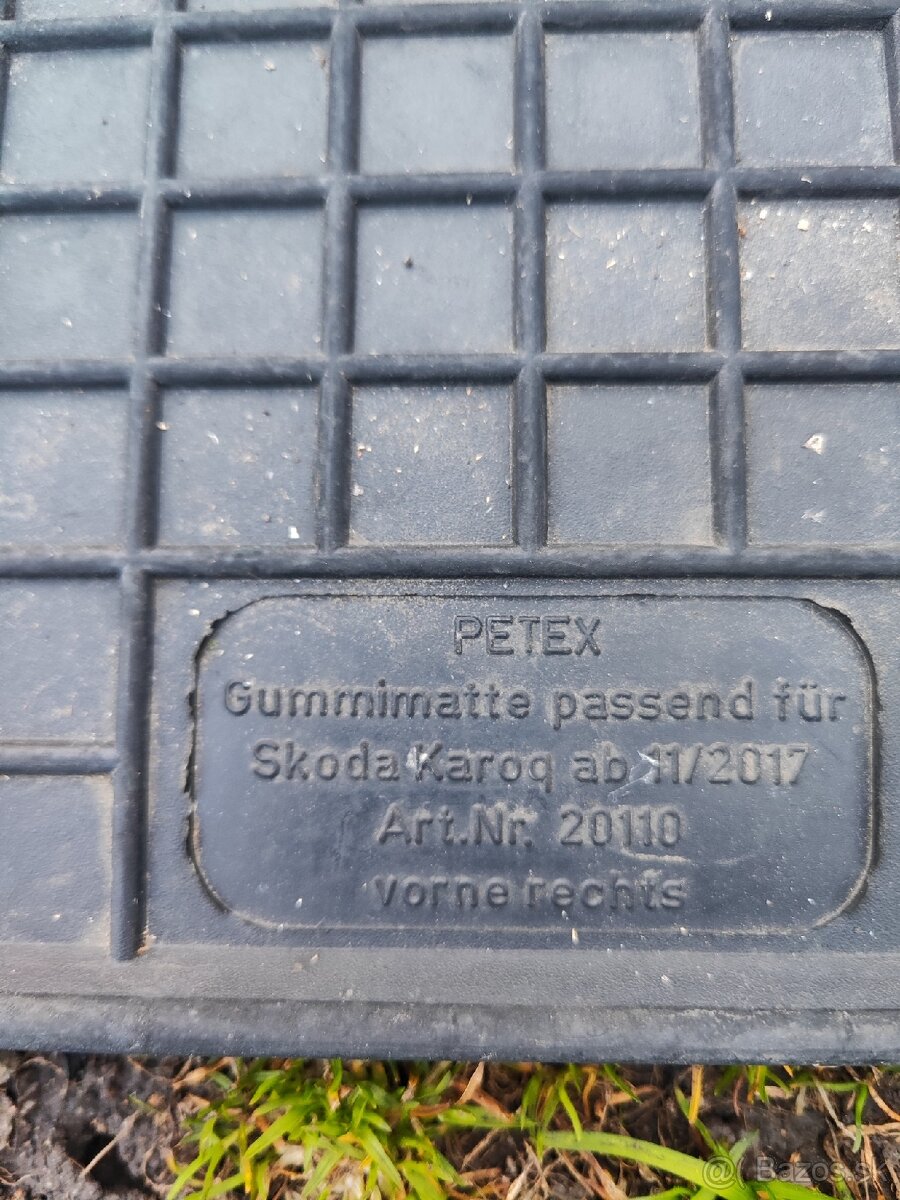 PETEX
Gummimatte passend für
Skoda Karoq ab 11/2017
Art.Nr. 20110
vorne rechts
@ Bazos.sk